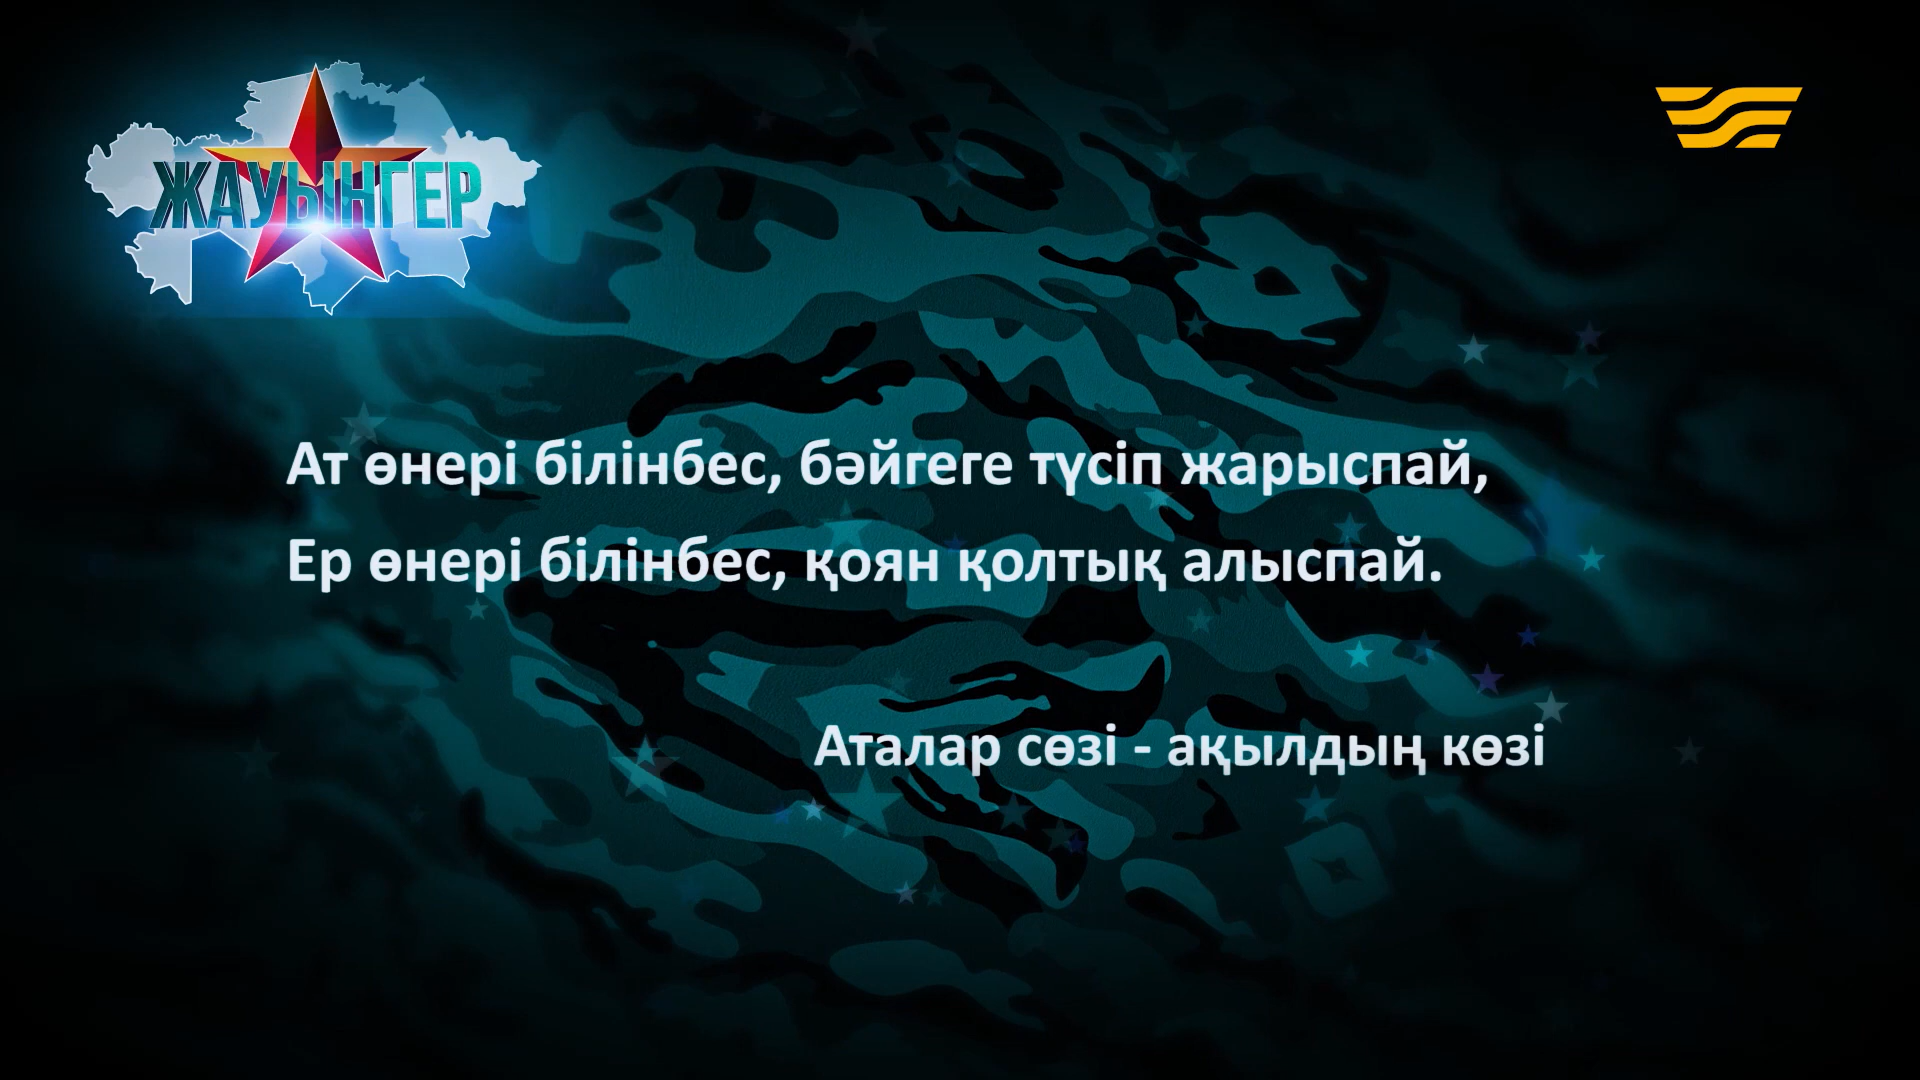 ЖАУЫНГЕР
Ат өнері білінбес, бәйгеге түсіп жарыспай,
Ер өнері білінбес, қоян қолтық алыспай.
Аталар сөзі - ақылдың көзі